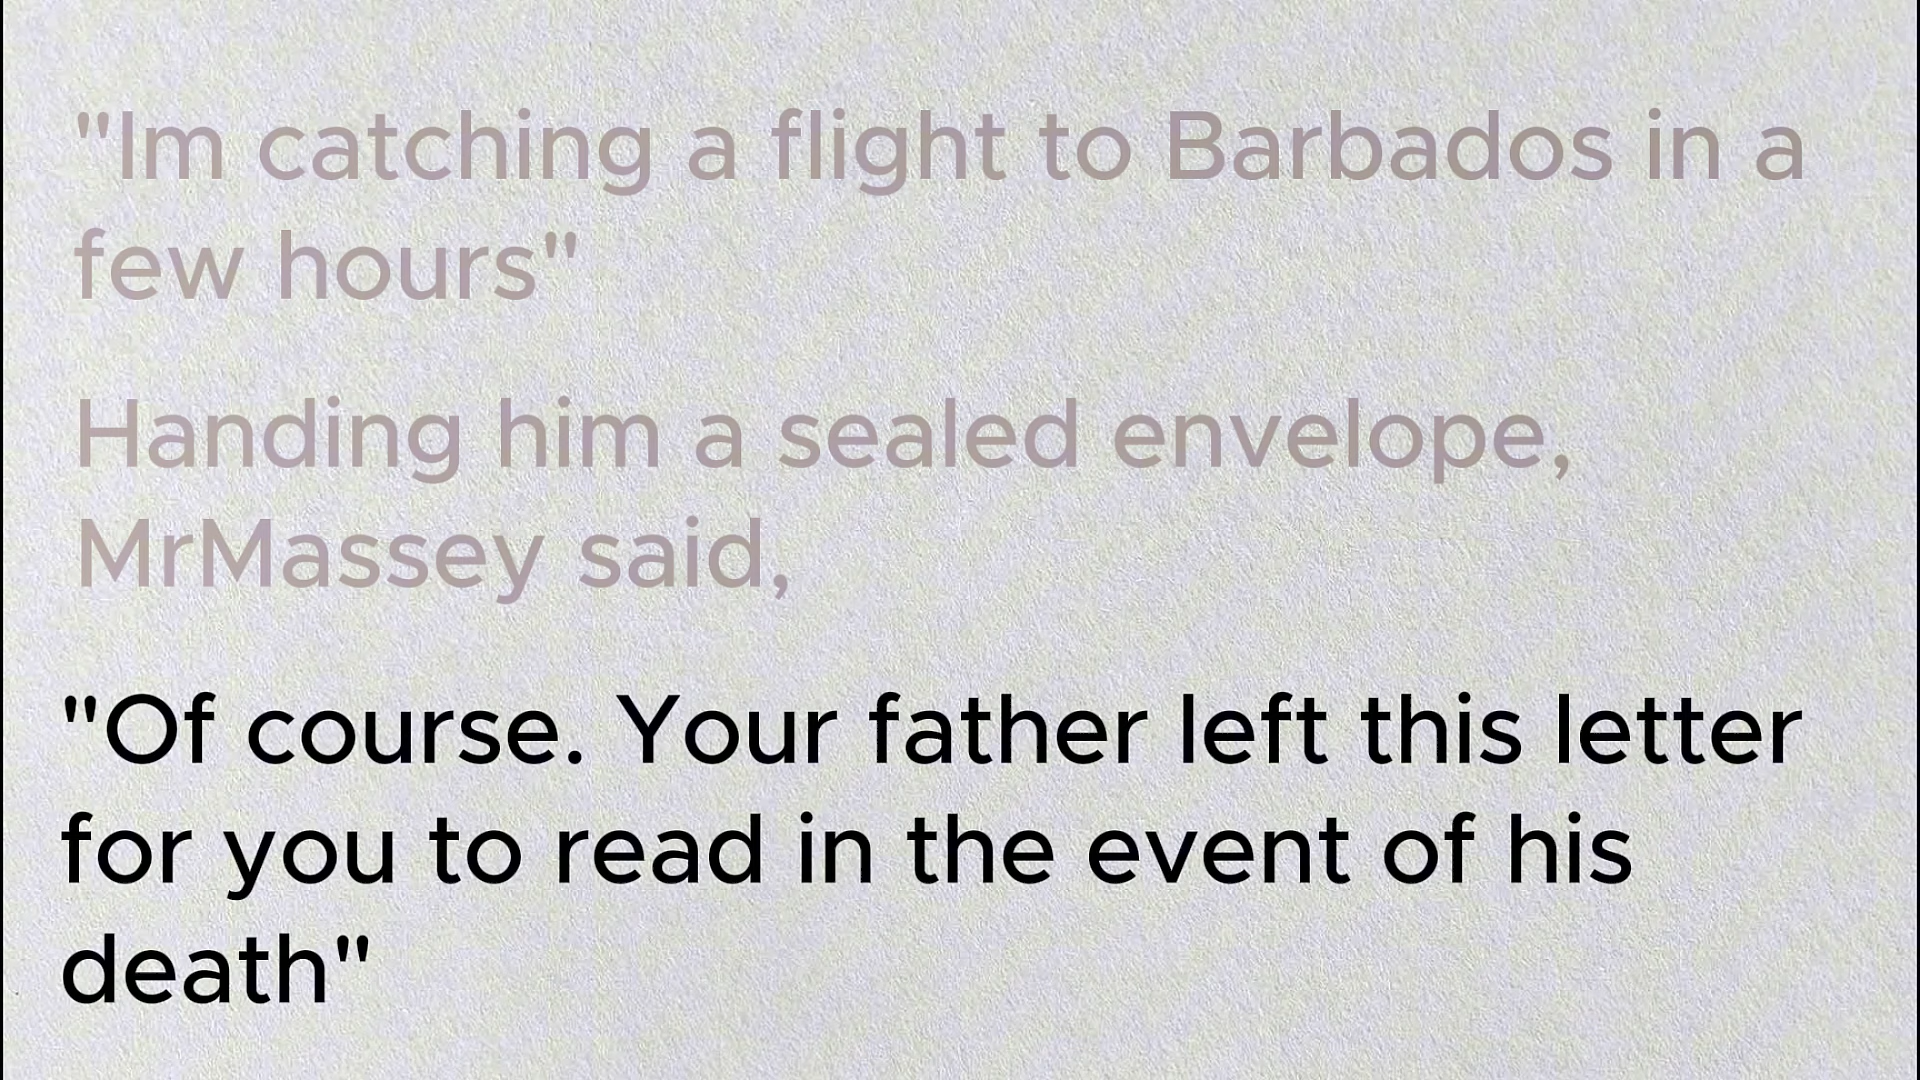 "Im catching a flight to Barbados in a
few hours"
Handing him a sealed envelope,
MrMassey said,
"Of course. Your father left this letter
for you to read in the event of his
death"